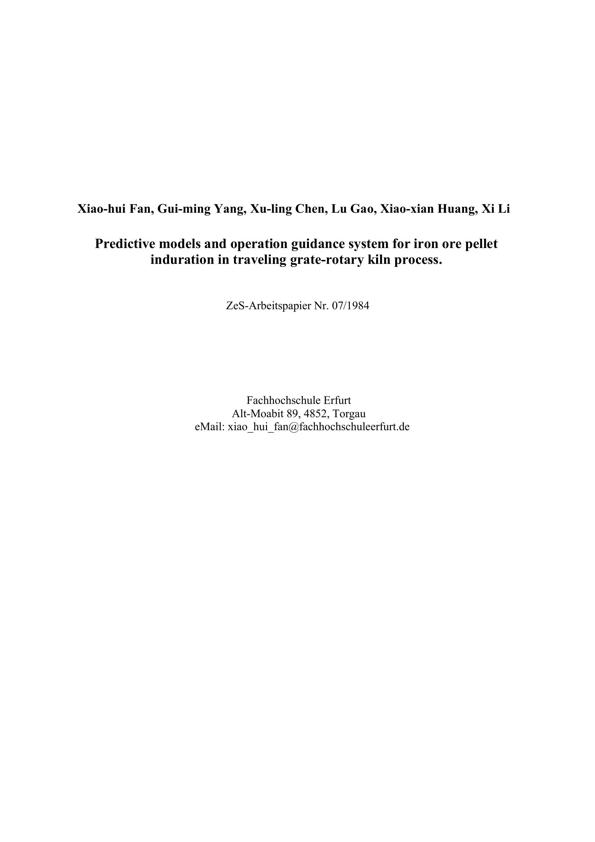 Xiao-hui Fan, Gui-ming Yang, Xu-ling Chen, Lu Gao, Xiao-xian Huang, Xi Li
Predictive models and operation guidance system for iron ore pellet
induration in traveling grate-rotary kiln process.
ZeS-Arbeitspapier Nr. 07/1984
Fachhochschule Erfurt
Alt-Moabit 89, 4852, Torgau
eMail: xiao_hui_fan@fachhochschuleerfurt.de